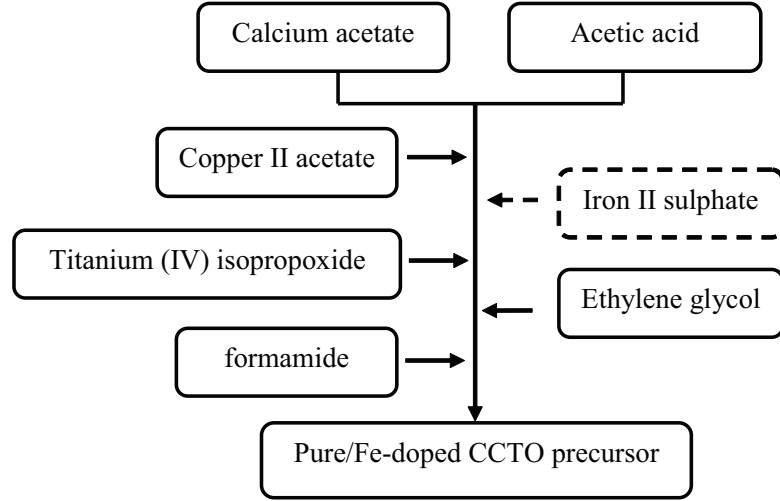 Calcium acetate
Acetic acid
Copper II acetate
Iron II sulphate
Titanium (IV) isopropoxide
Ethylene glycol
formamide
Pure/Fe-doped CCTO precursor